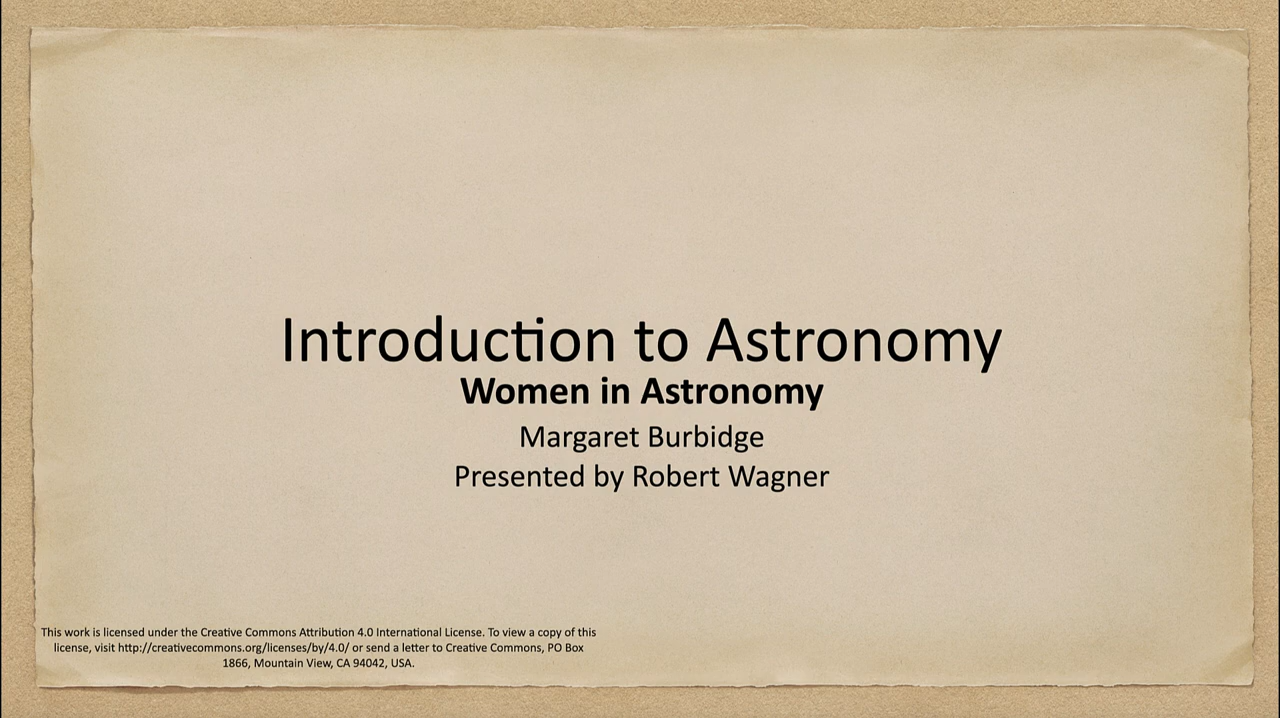 Introduction to Astronomy
Women in Astronomy
Margaret Burbidge
Presented by Robert Wagner
This work is licensed under the Creative Commons Attribution 4.0 International License. To view a copy of this
license, visit http://creativecommons.org/licenses/by/4.0/ or send a letter to Creative Commons, PO Box
1866, Mountain View, CA 94042, USA.